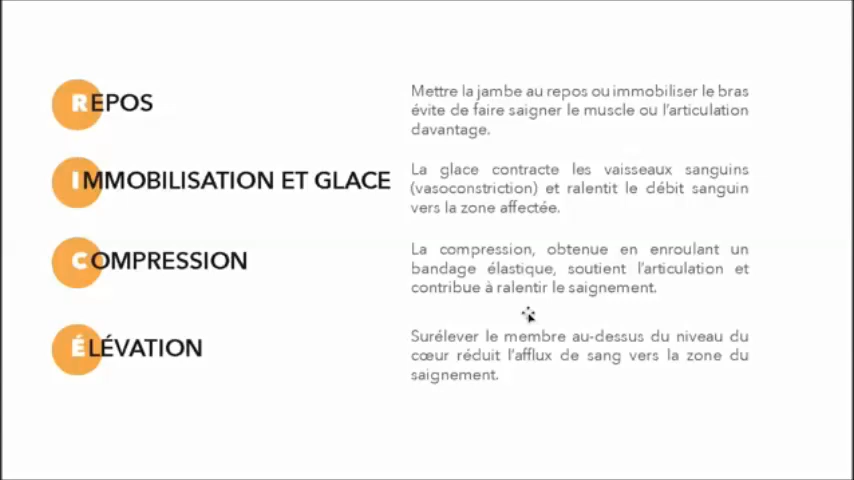 REPOS
Mettre la jambe au repos ou immobiliser le bras
évite de faire saigner le muscle ou l'articulation
davantage.
IMMOBILISATION ET GLACE
La glace contracte les vaisseaux sanguins
(vasoconstriction) et ralentit le débit sanguin
vers la zone affectée.
COMPRESSION
La compression, obtenue en enroulant un
bandage élastique, soutient l'articulation et
contribue à ralentir le saignement.
ÉLÉVATION
Surélever le membre au-dessus du niveau du
cœur réduit l'afflux de sang vers la zone du
saignement.